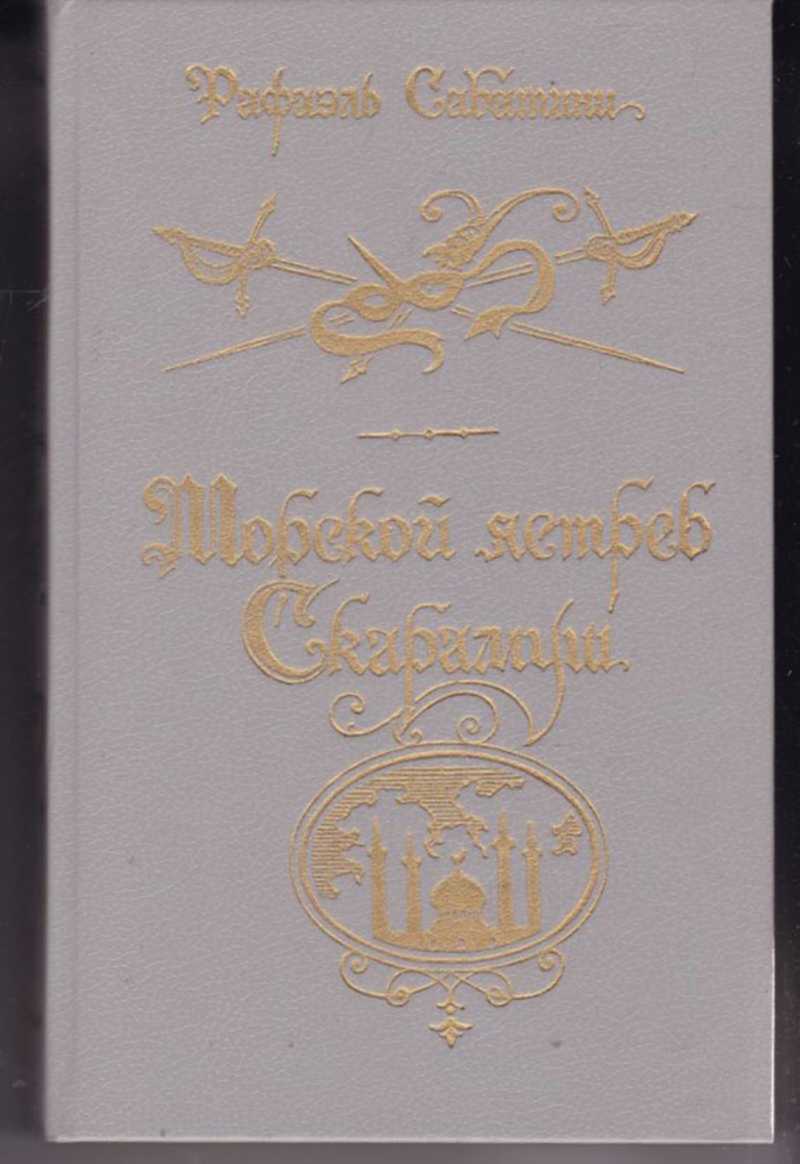 Рафаэль Сабатини
Морской ястреб
Скарамуш